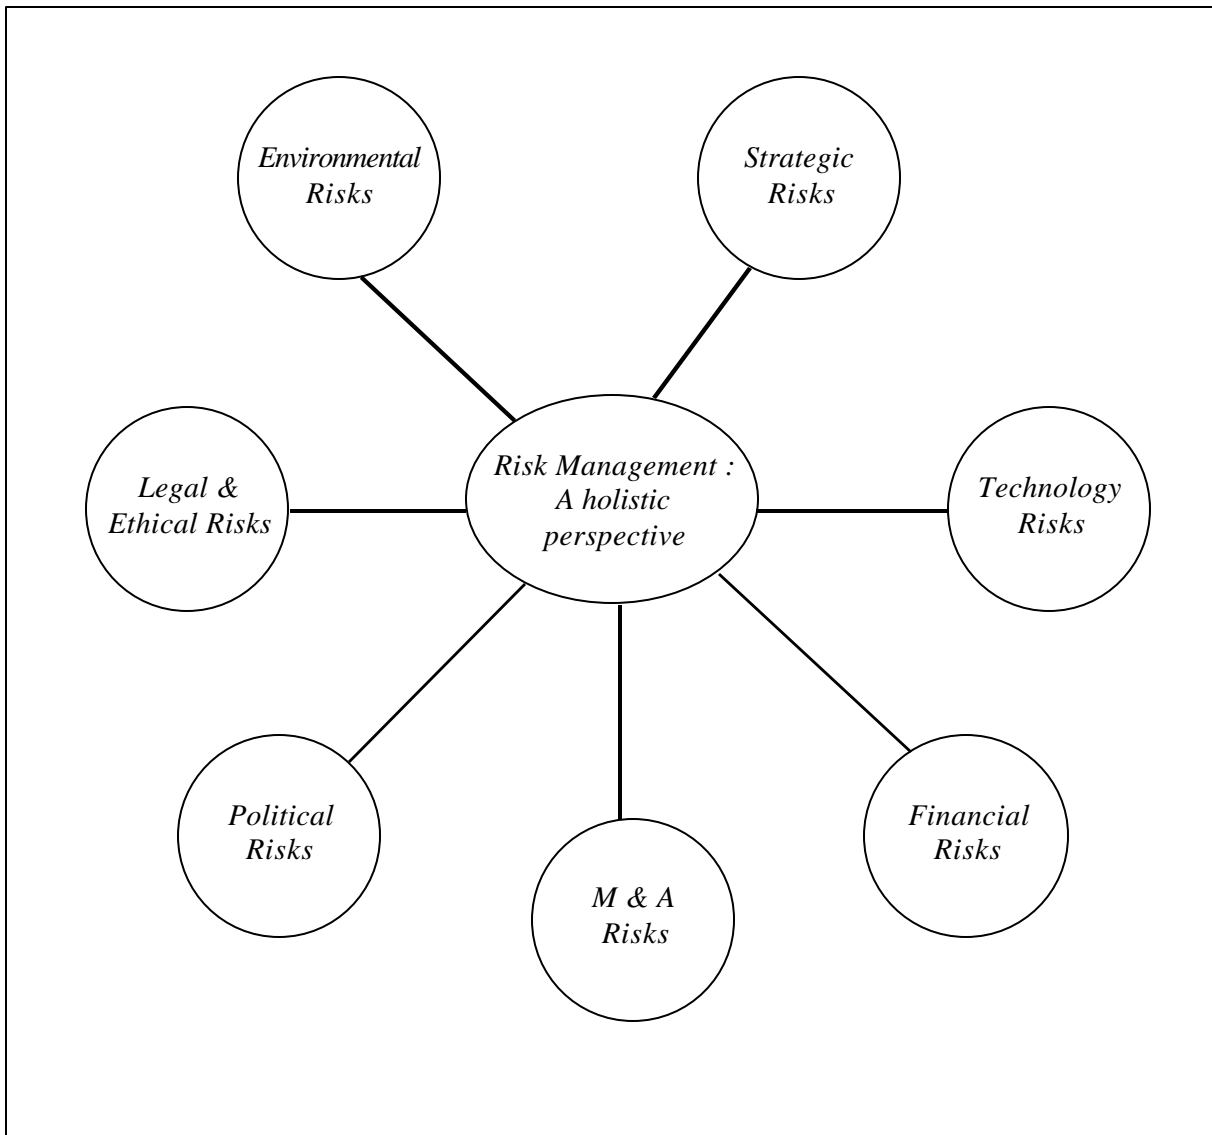 Environmental
Risks
Strategic
Risks
Risk Management :
A holistic
perspective
Legal &
Ethical Risks
Technology
Risks
Political
Risks
Financial
Risks
M & A
Risks